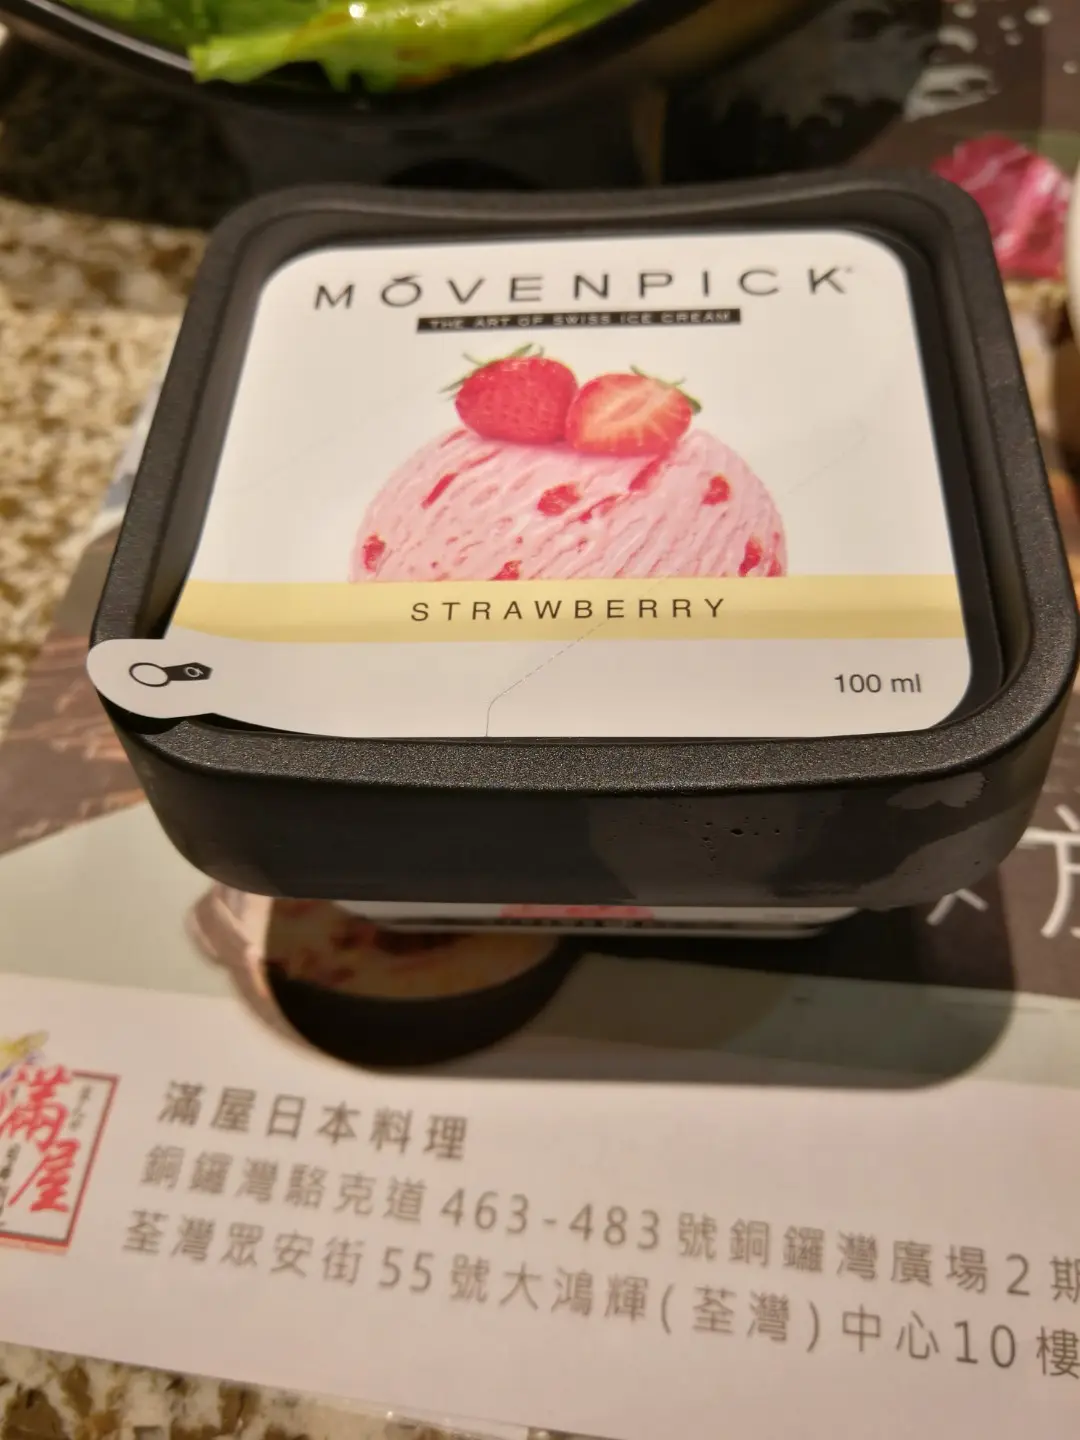 MÖVENPICK
THE ART OF SWISS ICE CREAM
STRAWBERRY
100 ml
滿屋
滿屋日本料理
銅鑼灣駱克道463-483號銅鑼灣廣場2期
荃灣眾安街55號大鴻輝(荃灣)中心10樓